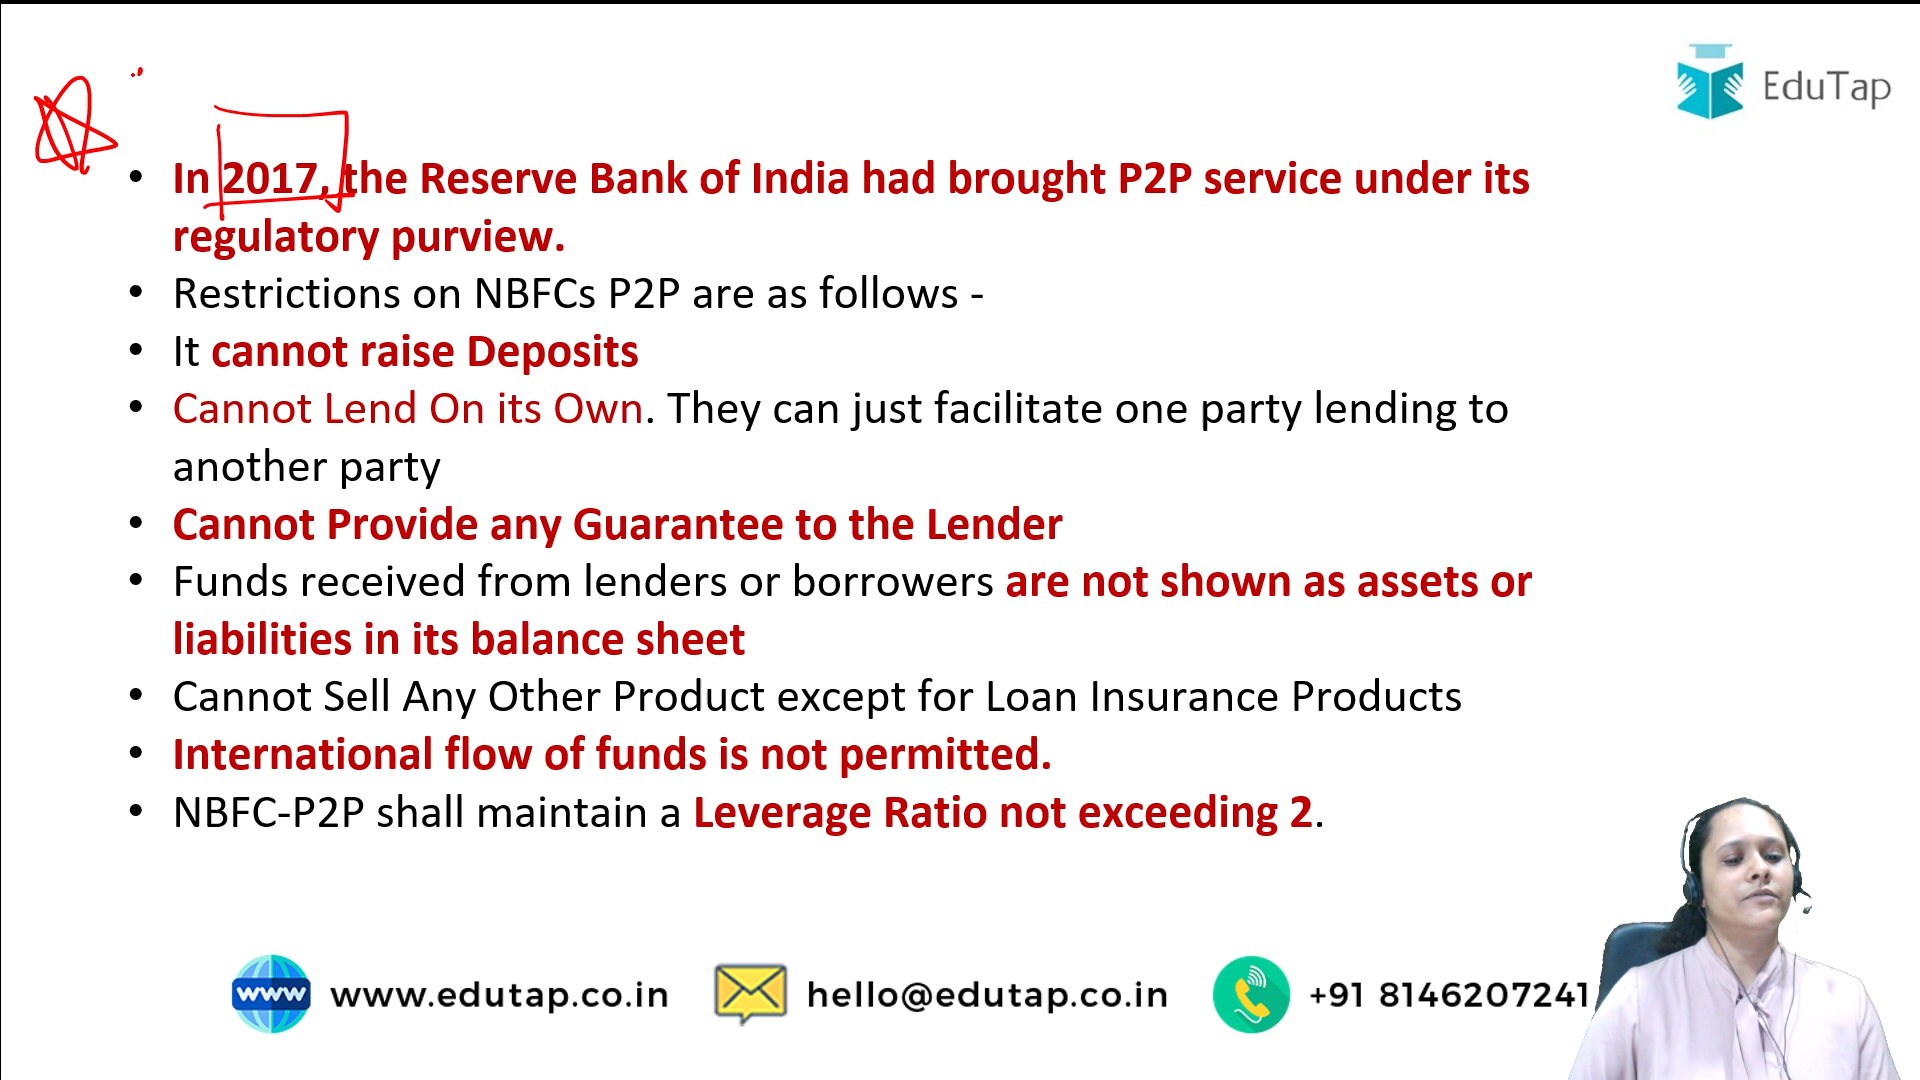 EduTap
• In 2017, the Reserve Bank of India had brought P2P service under its
regulatory purview.
• Restrictions on NBFCs P2P are as follows -
• It cannot raise Deposits
• Cannot Lend On its Own. They can just facilitate one party lending to
another party
• Cannot Provide any Guarantee to the Lender
• Funds received from lenders or borrowers are not shown as assets or
liabilities in its balance sheet
• Cannot Sell Any Other Product except for Loan Insurance Products
• International flow of funds is not permitted.
• NBFC-P2P shall maintain a Leverage Ratio not exceeding 2.
www www.edutap.co.in hello@edutap.co.in +91 8146207241